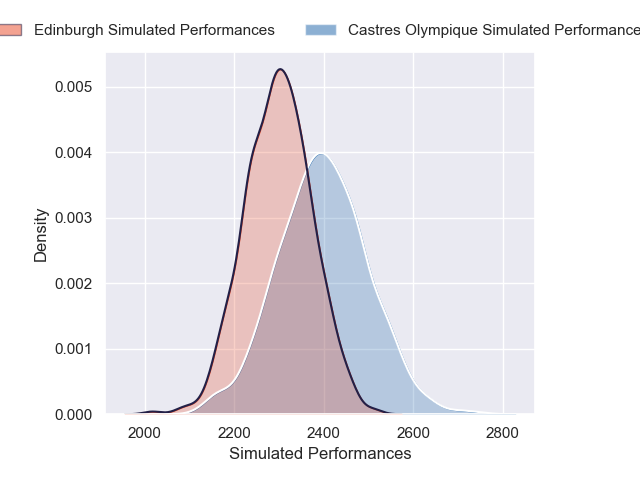 Edinburgh Simulated Performances
Castres Olympique Simulated Performance
0.005
0.004
0.003
0.002
0.001
0.000
Density
2000 2200 2400 2600 2800
Simulated Performances